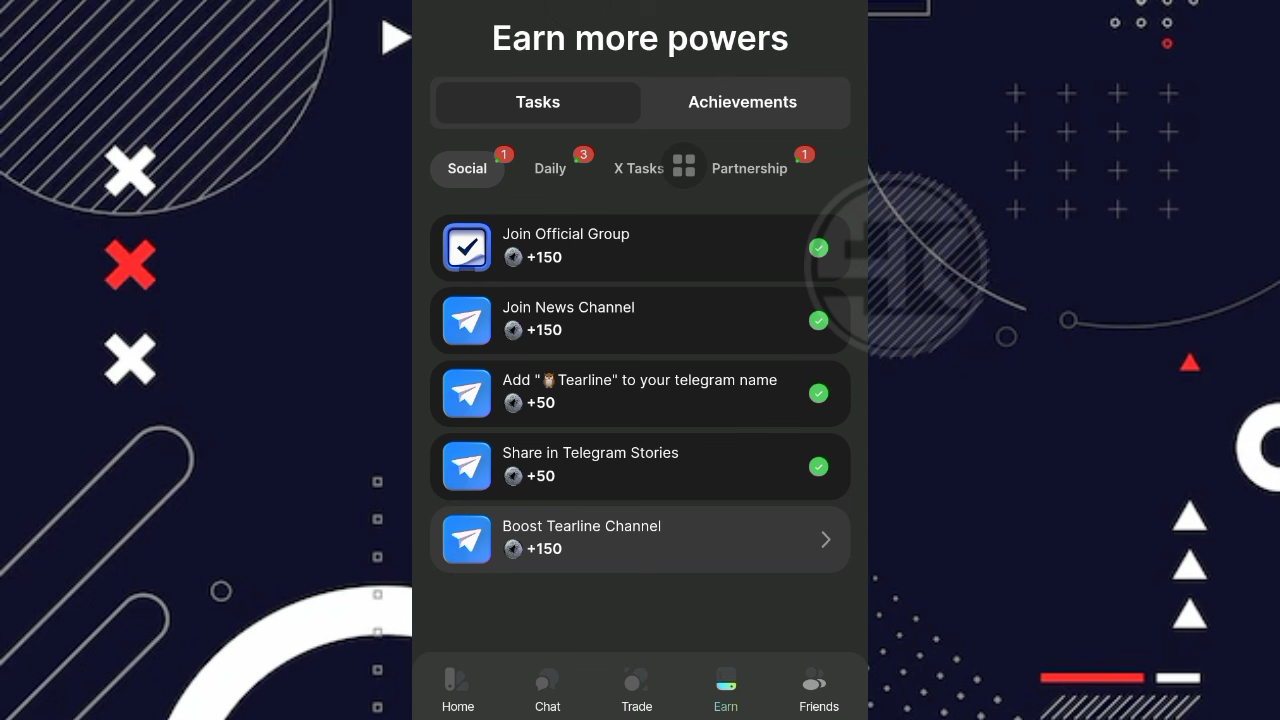 Earn more powers
Tasks Achievements
Social 1 Daily 3 X Tasks Partnership 1
Join Official Group
+150
Join News Channel
+150
Add "🦉Tearline" to your telegram name
+50
Share in Telegram Stories
+50
Boost Tearline Channel
+150
Home Chat Trade Earn Friends